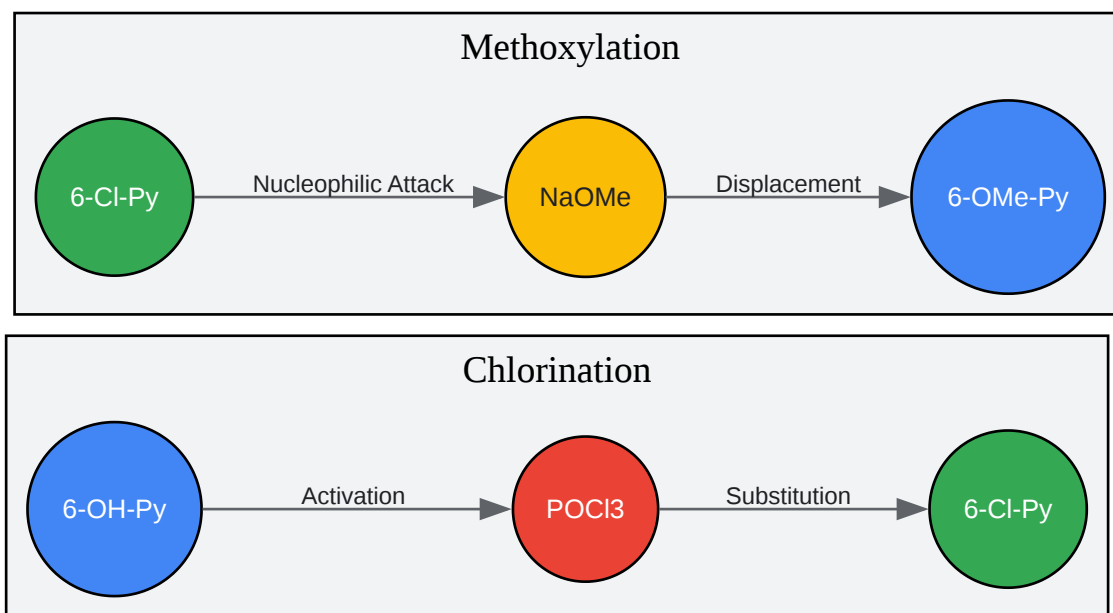 Methoxylation
6-Cl-Py
Nucleophilic Attack
NaOMe
Displacement
6-OMe-Py
Chlorination
6-OH-Py
Activation
POCl3
Substitution
6-Cl-Py